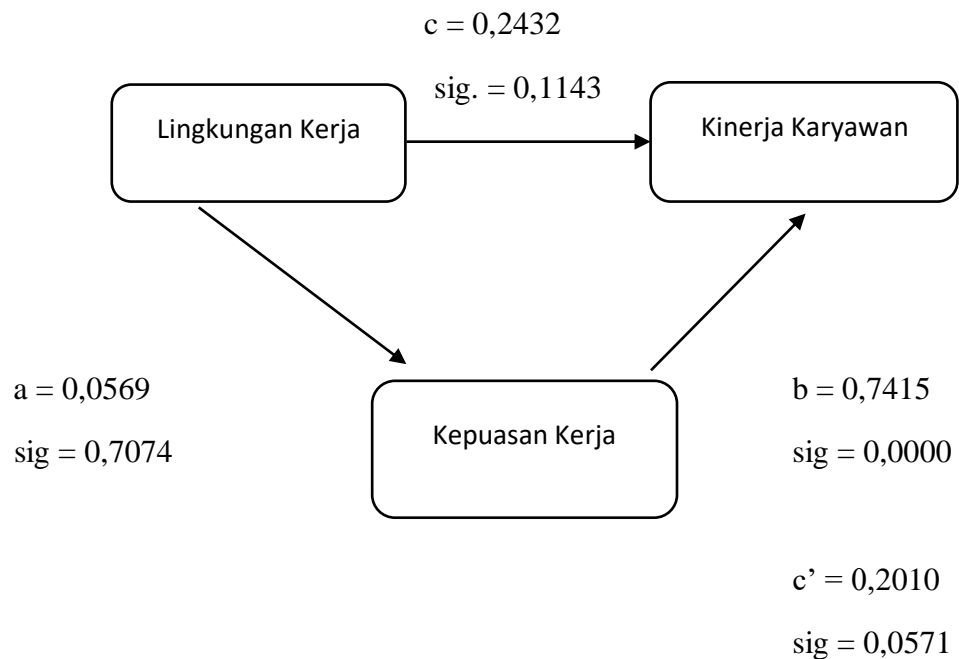 c = 0,2432
sig. = 0,1143
Lingkungan Kerja
Kinerja Karyawan
a = 0,0569
sig = 0,7074
Kepuasan Kerja
b = 0,7415
sig = 0,0000
c’ = 0,2010
sig = 0,0571